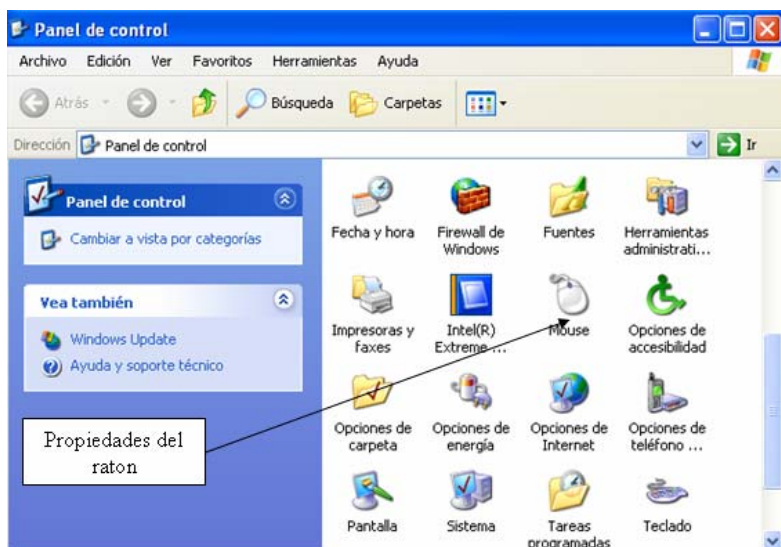 Panel de control
Archivo Edición Ver Favoritos Herramientas Ayuda
Atrás Búsqueda Carpetas
Dirección Panel de control Ir
Panel de control
Cambiar a vista por categorías
Vea también
Windows Update
Ayuda y soporte técnico
Propiedades del
raton
Fecha y hora
Firewall de
Windows
Fuentes
Herramientas
administrati...
Impresoras y
faxes
Intel(R)
Extreme ...
Mouse
Opciones de
accesibilidad
Opciones de
carpeta
Opciones de
energía
Opciones de
Internet
Opciones de
teléfono ...
Pantalla
Sistema
Tareas
programadas
Teclado